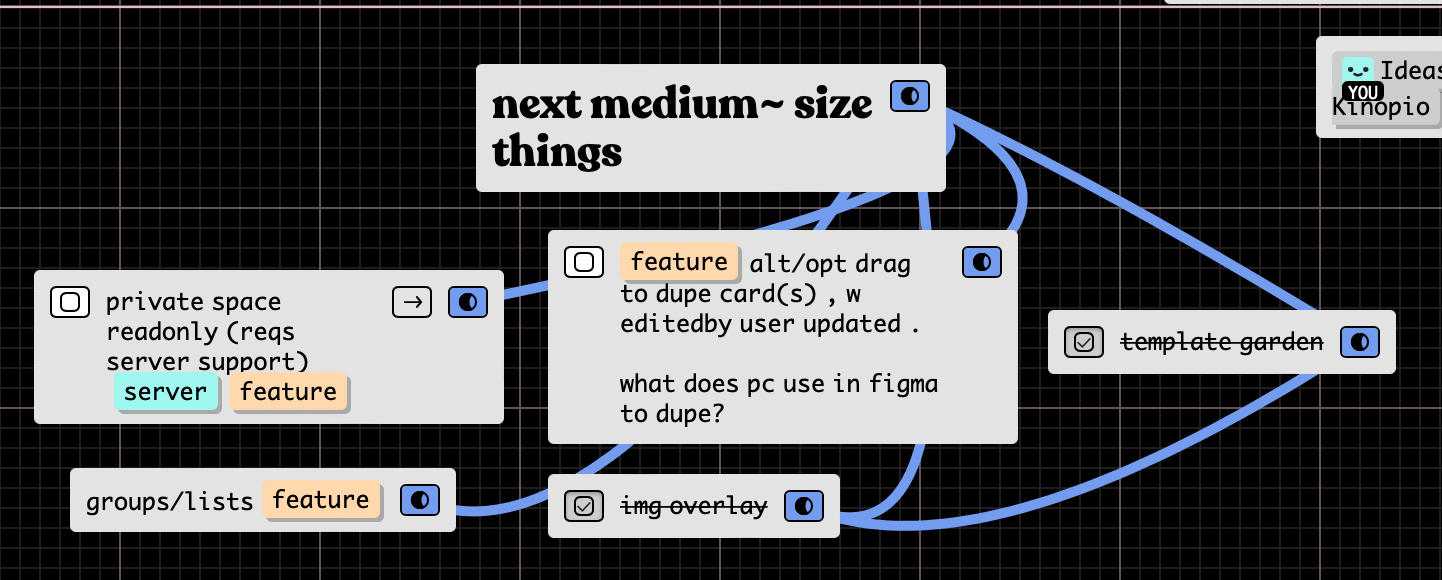 next medium~ size
things
Ideas
YOU
Kinopio
feature alt/opt drag
to dupe card(s) , w
editedby user updated .
what does pc use in figma
to dupe?
private space
readonly (reqs
server support)
server feature
template garden
groups/lists feature
img overlay